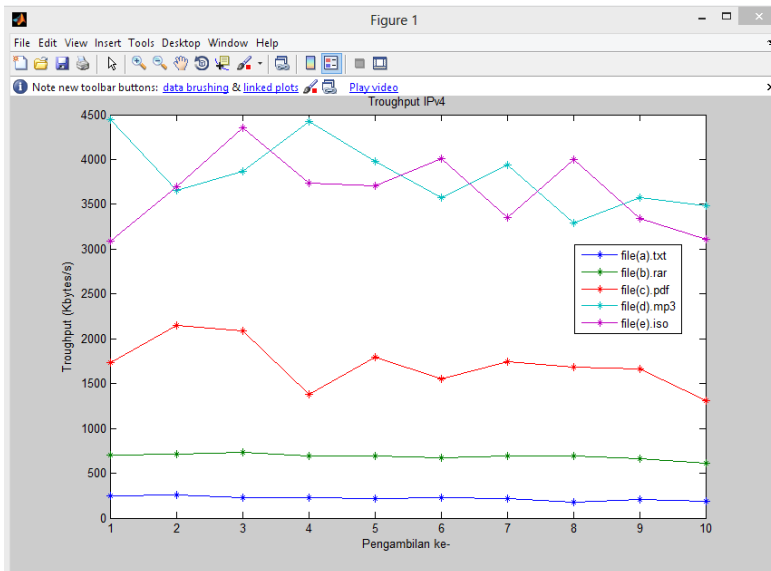 Figure 1
File Edit View Insert Tools Desktop Window Help
Note new toolbar buttons: data brushing & linked plots Play video
Troughput IPv4
4500
4000
3500
3000
2500
2000
1500
1000
500
0
Troughput (Kbytes/s)
file(a).txt
file(b).rar
file(c).pdf
file(d).mp3
file(e).iso
1 2 3 4 5 6 7 8 9 10
Pengambilan ke-